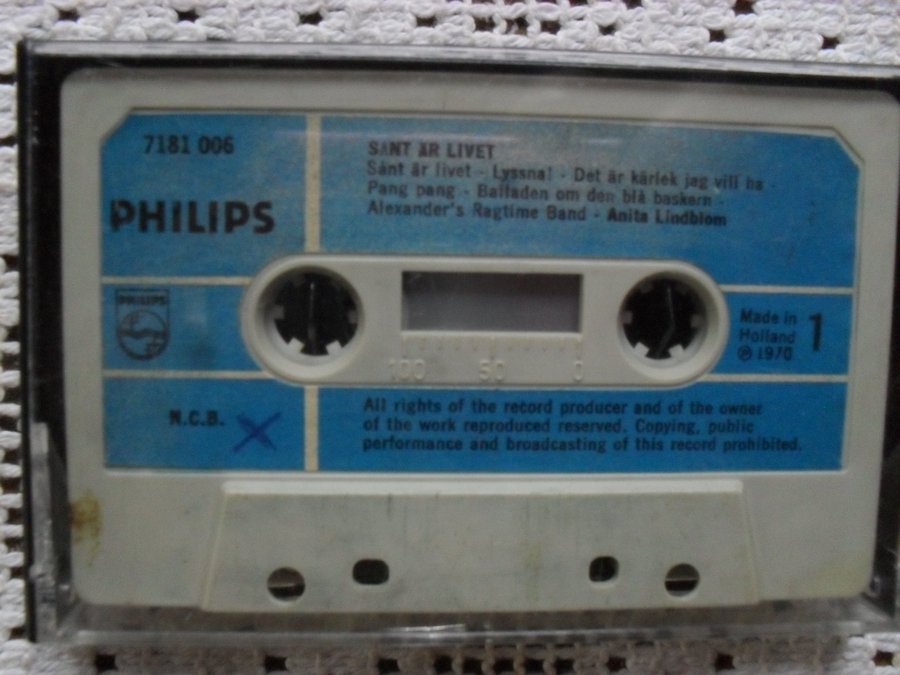 7181 006
PHILIPS
SÅNT ÄR LIVET
Sånt är livet - Lyssna! - Det är kärlek jag vill ha -
Pang pang - Balladen om den blå baskern -
Alexander's Ragtime Band - Anita Lindblom
PHILIPS
Made in
Holland
℗ 1970
1
100 50 0
N.C.B.
X
All rights of the record producer and of the owner
of the work reproduced reserved. Copying, public
performance and broadcasting of this record prohibited.